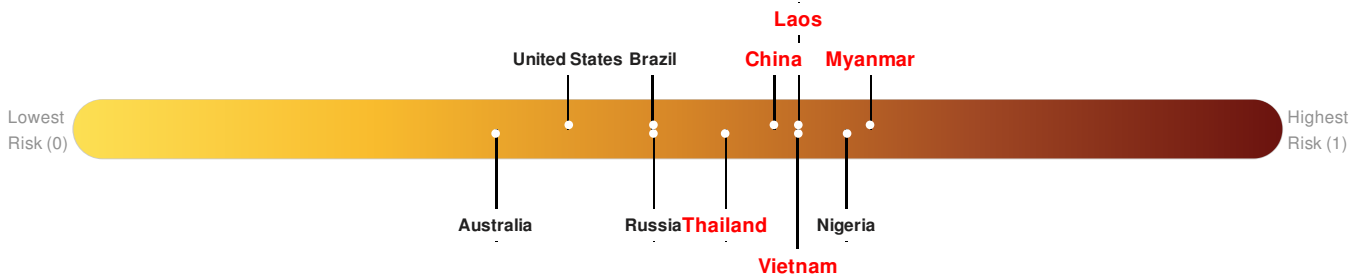 Laos
United States Brazil China Myanmar
Lowest
Risk (0)
Highest
Risk (1)
Australia Russia Thailand Nigeria
Vietnam